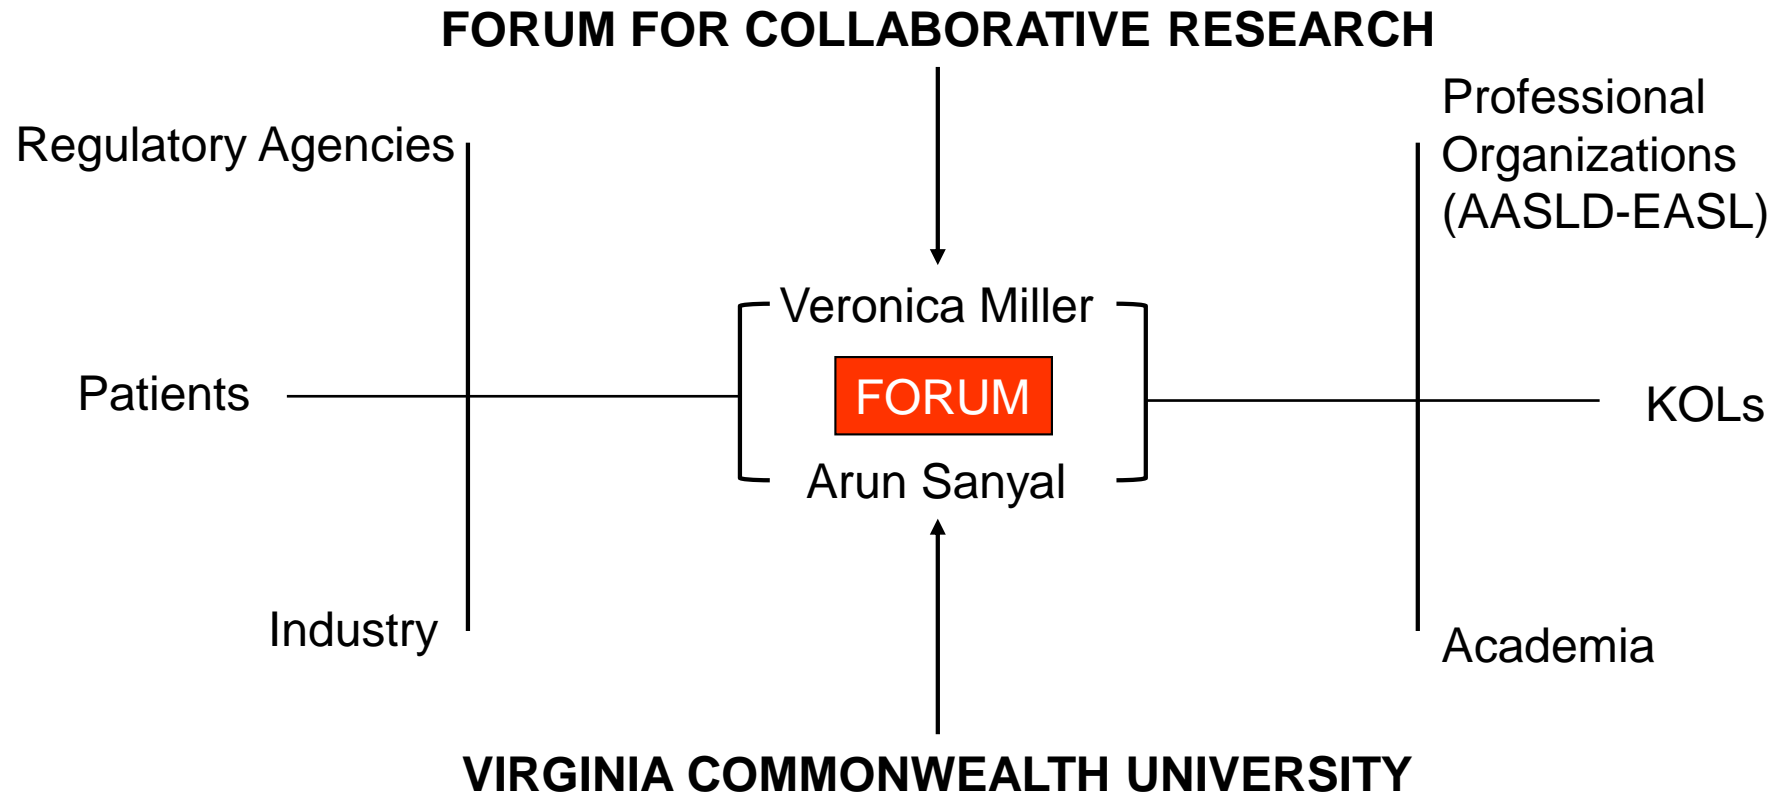 FORUM FOR COLLABORATIVE RESEARCH
Regulatory Agencies
Professional
Organizations
(AASLD-EASL)
Veronica Miller
Patients
FORUM
KOLs
Arun Sanyal
Industry
Academia
VIRGINIA COMMONWEALTH UNIVERSITY